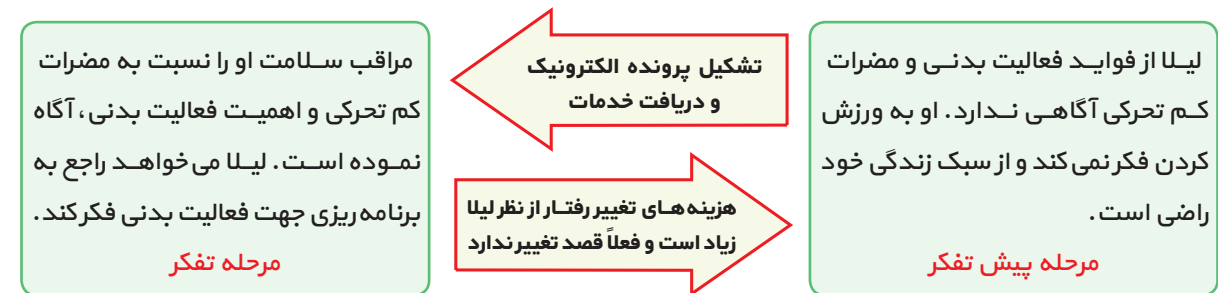 لیلا از فواید فعالیت بدنی و مضرات
کم تحرکی آگاهی ندارد. او به ورزش
کردن فکر نمی‌کند و از سبک زندگی خود
راضی است.
مرحله پیش تفکر
تشکیل پرونده الکترونیک
و دریافت خدمات
هزینه‌های تغییر رفتار از نظر لیلا
زیاد است و فعلاً قصد تغییر ندارد
مراقب سلامت او را نسبت به مضرات
کم تحرکی و اهمیت فعالیت بدنی، آگاه
نموده است. لیلا می‌خواهد راجع به
برنامه‌ریزی جهت فعالیت بدنی فکر کند.
مرحله تفکر